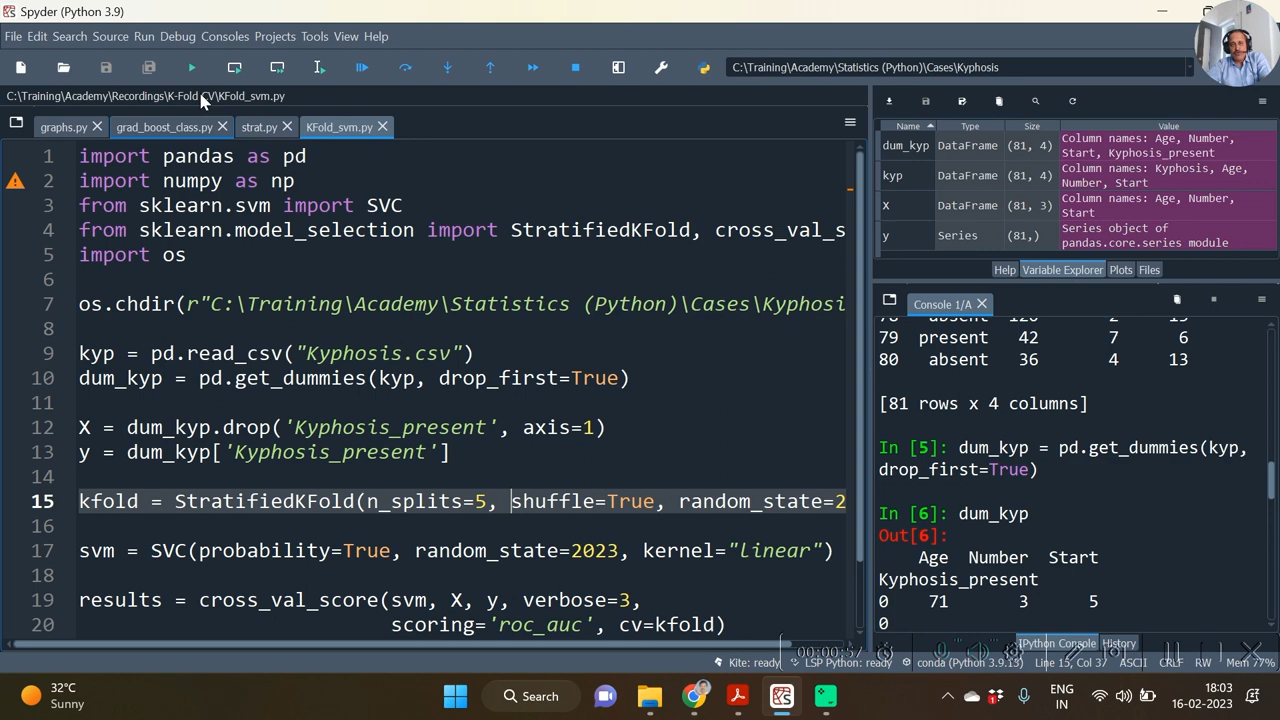 Spyder (Python 3.9)
File Edit Search Source Run Debug Consoles Projects Tools View Help
C:\Training\Academy\Statistics (Python)\Cases\Kyphosis
C:\Training\Academy\Recordings\K-Fold CV\KFold_svm.py
graphs.py grad_boost_class.py strat.py KFold_svm.py
1 import pandas as pd
2 import numpy as np
3 from sklearn.svm import SVC
4 from sklearn.model_selection import StratifiedKFold, cross_val_s
5 import os
6
7 os.chdir(r"C:\Training\Academy\Statistics (Python)\Cases\Kyphosi
8
9 kyp = pd.read_csv("Kyphosis.csv")
10 dum_kyp = pd.get_dummies(kyp, drop_first=True)
11
12 X = dum_kyp.drop('Kyphosis_present', axis=1)
13 y = dum_kyp['Kyphosis_present']
14
15 kfold = StratifiedKFold(n_splits=5, shuffle=True, random_state=2
16
17 svm = SVC(probability=True, random_state=2023, kernel="linear")
18
19 results = cross_val_score(svm, X, y, verbose=3,
20 scoring='roc_auc', cv=kfold)
Name Type Size Value
dum_kyp DataFrame (81, 4) Column names: Age, Number,
Start, Kyphosis_present
kyp DataFrame (81, 4) Column names: Kyphosis, Age,
Number, Start
X DataFrame (81, 3) Column names: Age, Number,
Start
y Series (81,) Series object of
pandas.core.series module
Help Variable Explorer Plots Files
Console 1/A
79 present 42 7 6
80 absent 36 4 13
[81 rows x 4 columns]
In [5]: dum_kyp = pd.get_dummies(kyp,
drop_first=True)
In [6]: dum_kyp
Out[6]:
Age Number Start
Kyphosis_present
0 71 3 5
0
IPython Console History
00:00:57
Kite: ready LSP Python: ready conda (Python 3.9.13) Line 15, Col 37 ASCII CRLF RW Mem 77%
32°C
Sunny
Search
ENG
IN
18:03
16-02-2023